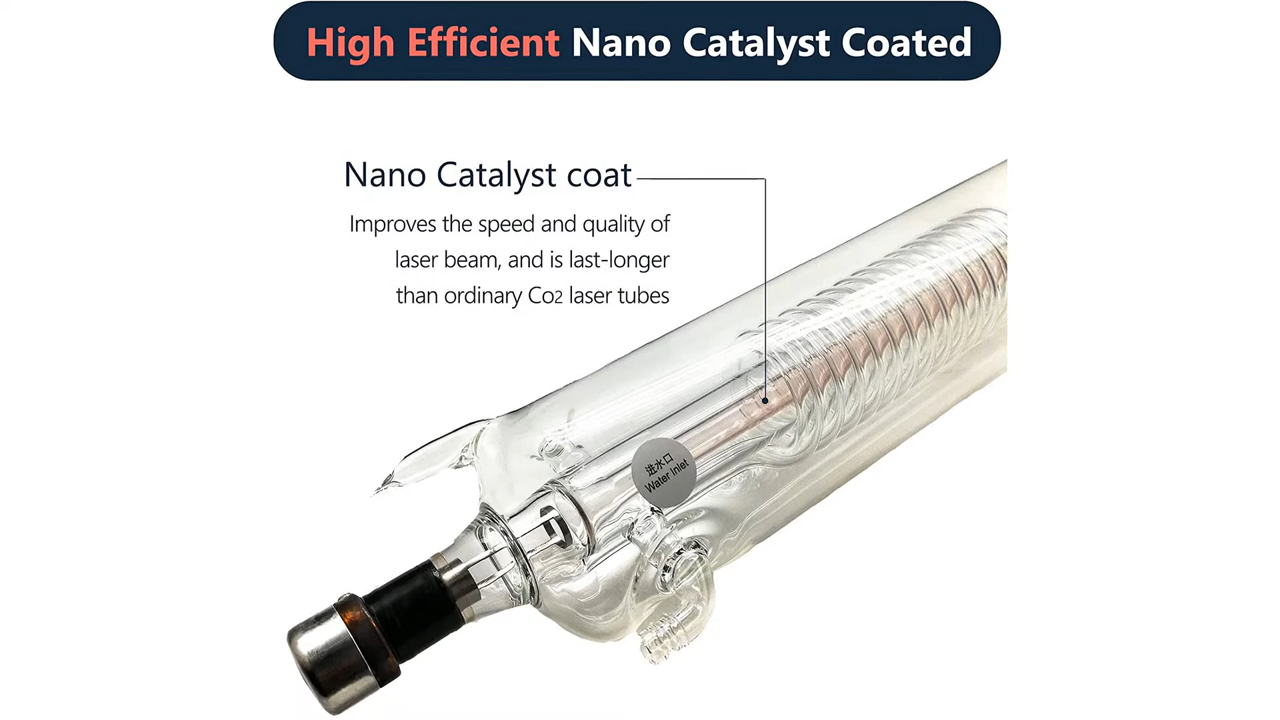 High Efficient Nano Catalyst Coated
Nano Catalyst coat
Improves the speed and quality of
laser beam, and is last-longer
than ordinary Co2 laser tubes
进水口
Water Inlet